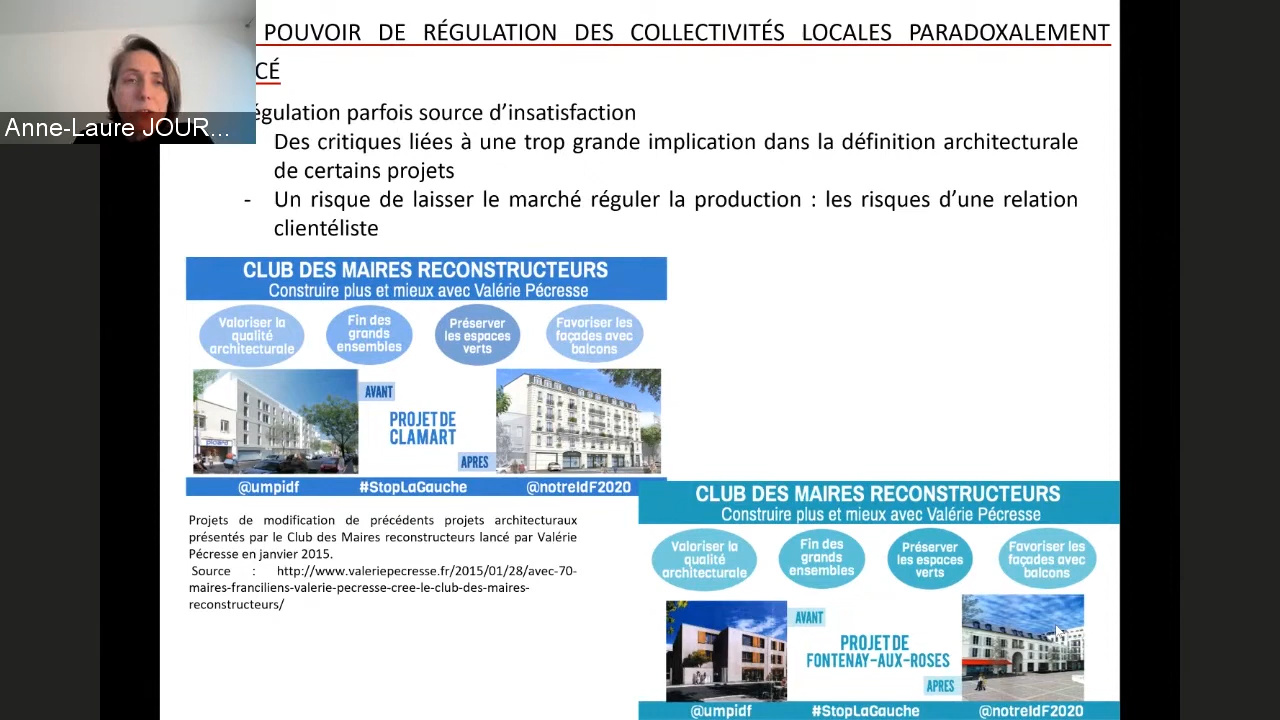 POUVOIR DE RÉGULATION DES COLLECTIVITÉS LOCALES PARADOXALEMENT
CÉ
Anne-Laure JOUR...
égulation parfois source d'insatisfaction
Des critiques liées à une trop grande implication dans la définition architecturale
de certains projets
- Un risque de laisser le marché réguler la production : les risques d'une relation
clientéliste
CLUB DES MAIRES RECONSTRUCTEURS
Construire plus et mieux avec Valérie Pécresse
Valoriser la
qualité
architecturale
Fin des
grands
ensembles
Préserver
les espaces
verts
Favoriser les
façades avec
balcons
picard
AVANT
PROJET DE
CLAMART
APRES
@umpidf #StopLaGauche @notreIdF2020
Projets de modification de précédents projets architecturaux
présentés par le Club des Maires reconstructeurs lancé par Valérie
Pécresse en janvier 2015.
Source : http://www.valeriepecresse.fr/2015/01/28/avec-70-
maires-franciliens-valerie-pecresse-cree-le-club-des-maires-
reconstructeurs/
CLUB DES MAIRES RECONSTRUCTEURS
Construire plus et mieux avec Valérie Pécresse
Valoriser la
qualité
architecturale
Fin des
grands
ensembles
Préserver
les espaces
verts
Favoriser les
façades avec
balcons
AVANT
PROJET DE
FONTENAY-AUX-ROSES
APRES
@umpidf #StopLaGauche @notreIdF2020